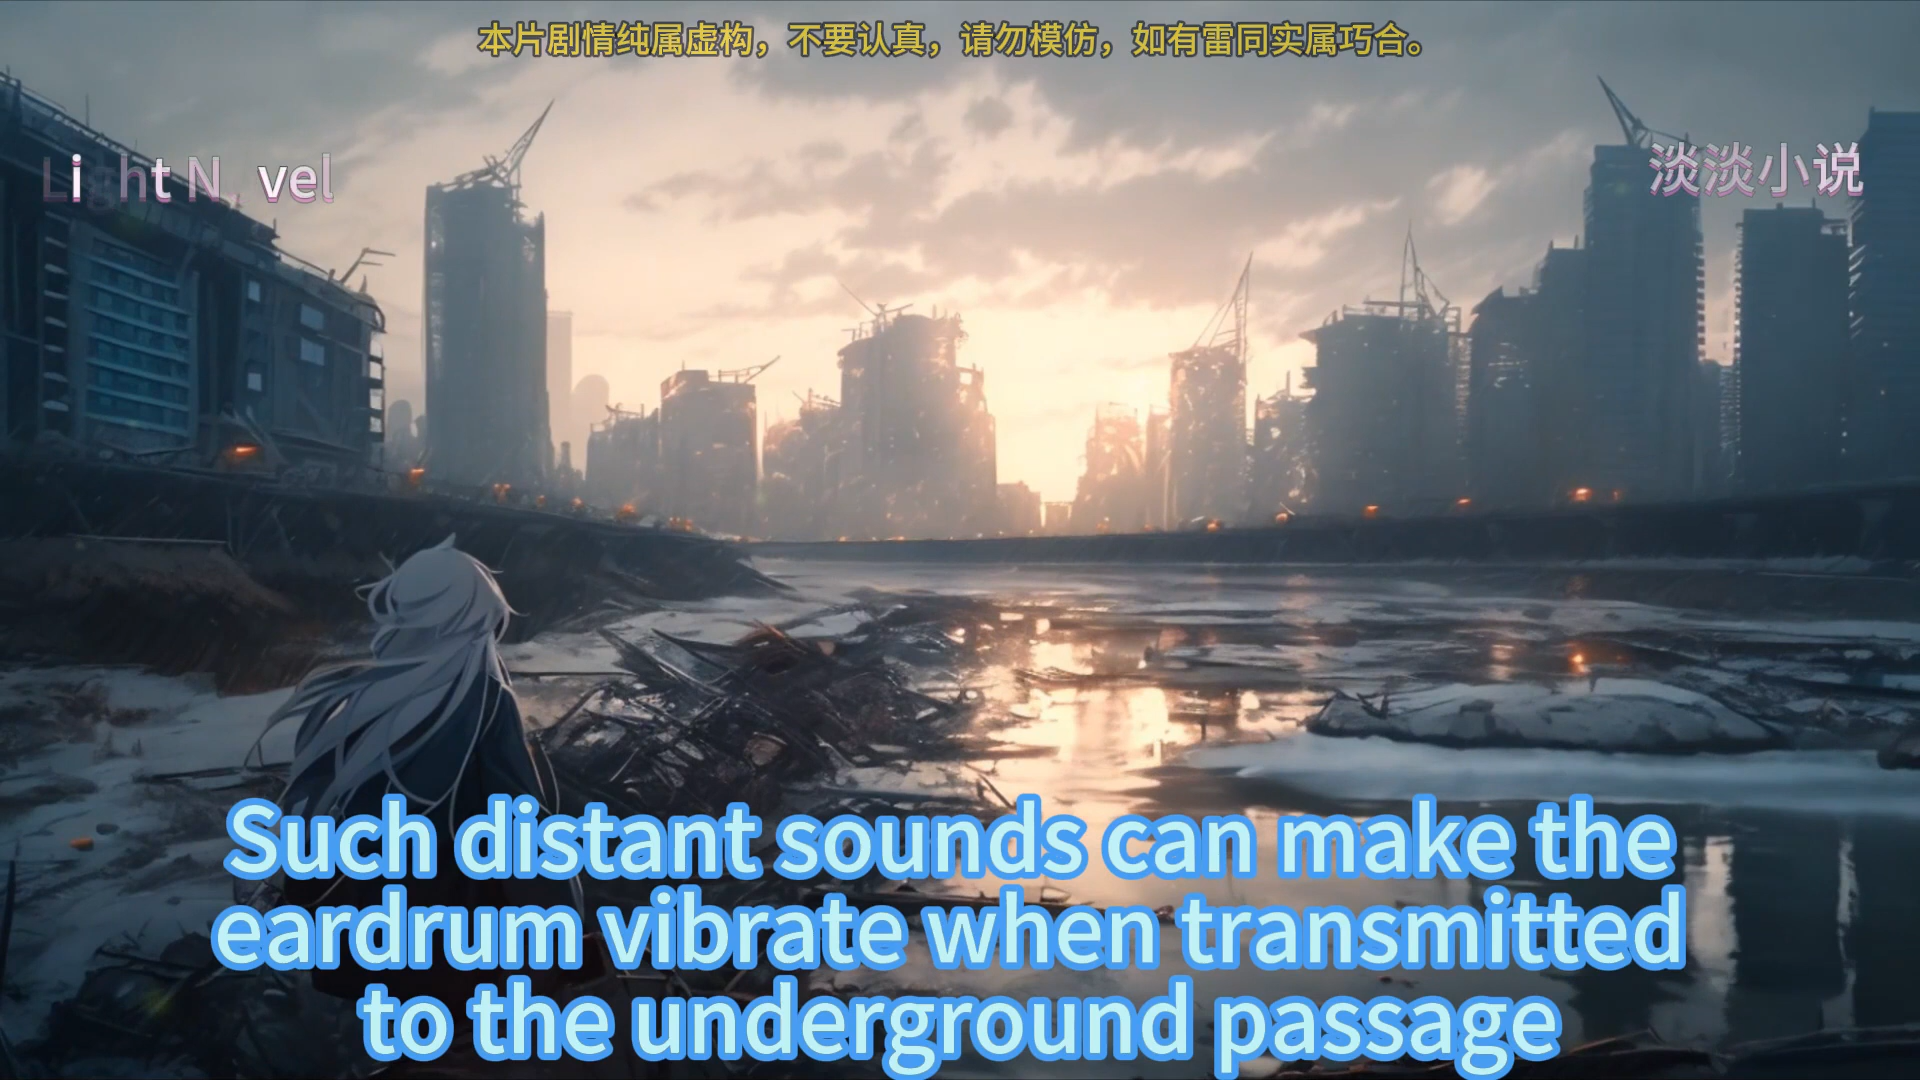 本片剧情纯属虚构，不要认真，请勿模仿，如有雷同实属巧合。
Light N vel
淡淡小说
Such distant sounds can make the
eardrum vibrate when transmitted
to the underground passage